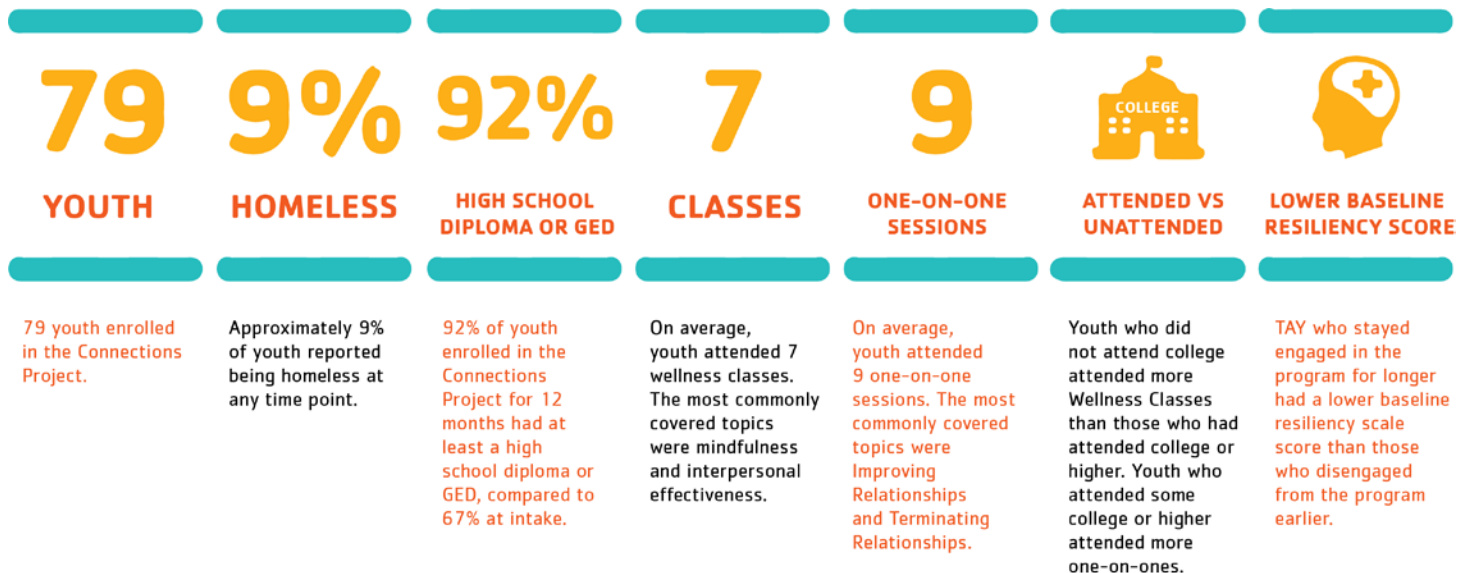 79
YOUTH
79 youth enrolled
in the Connections
Project.
9%
HOMELESS
Approximately 9%
of youth reported
being homeless at
any time point.
92%
HIGH SCHOOL
DIPLOMA OR GED
92% of youth
enrolled in the
Connections
Project for 12
months had at
least a high
school diploma or
GED, compared to
67% at intake.
7
CLASSES
On average,
youth attended 7
wellness classes.
The most commonly
covered topics
were mindfulness
and interpersonal
effectiveness.
9
ONE-ON-ONE
SESSIONS
On average,
youth attended
9 one-on-one
sessions. The most
commonly covered
topics were
Improving
Relationships
and Terminating
Relationships.
COLLEGE
ATTENDED VS
UNATTENDED
Youth who did
not attend college
attended more
Wellness Classes
than those who had
attended college or
higher. Youth who
attended some
college or higher
attended more
one-on-ones.
LOWER BASELINE
RESILIENCY SCORE
TAY who stayed
engaged in the
program for longer
had a lower baseline
resiliency scale
score than those
who disengaged
from the program
earlier.